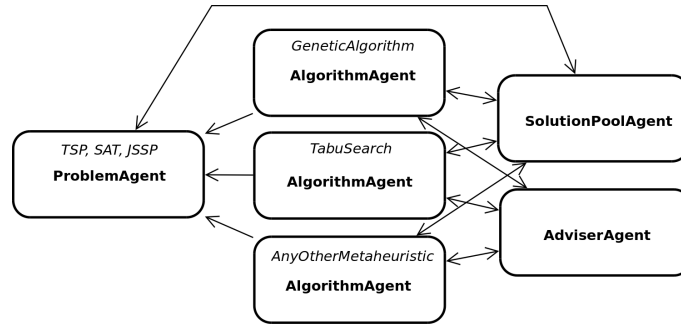 GeneticAlgorithm
AlgorithmAgent
TSP, SAT, JSSP
ProblemAgent
TabuSearch
AlgorithmAgent
AnyOtherMetaheuristic
AlgorithmAgent
SolutionPoolAgent
AdviserAgent